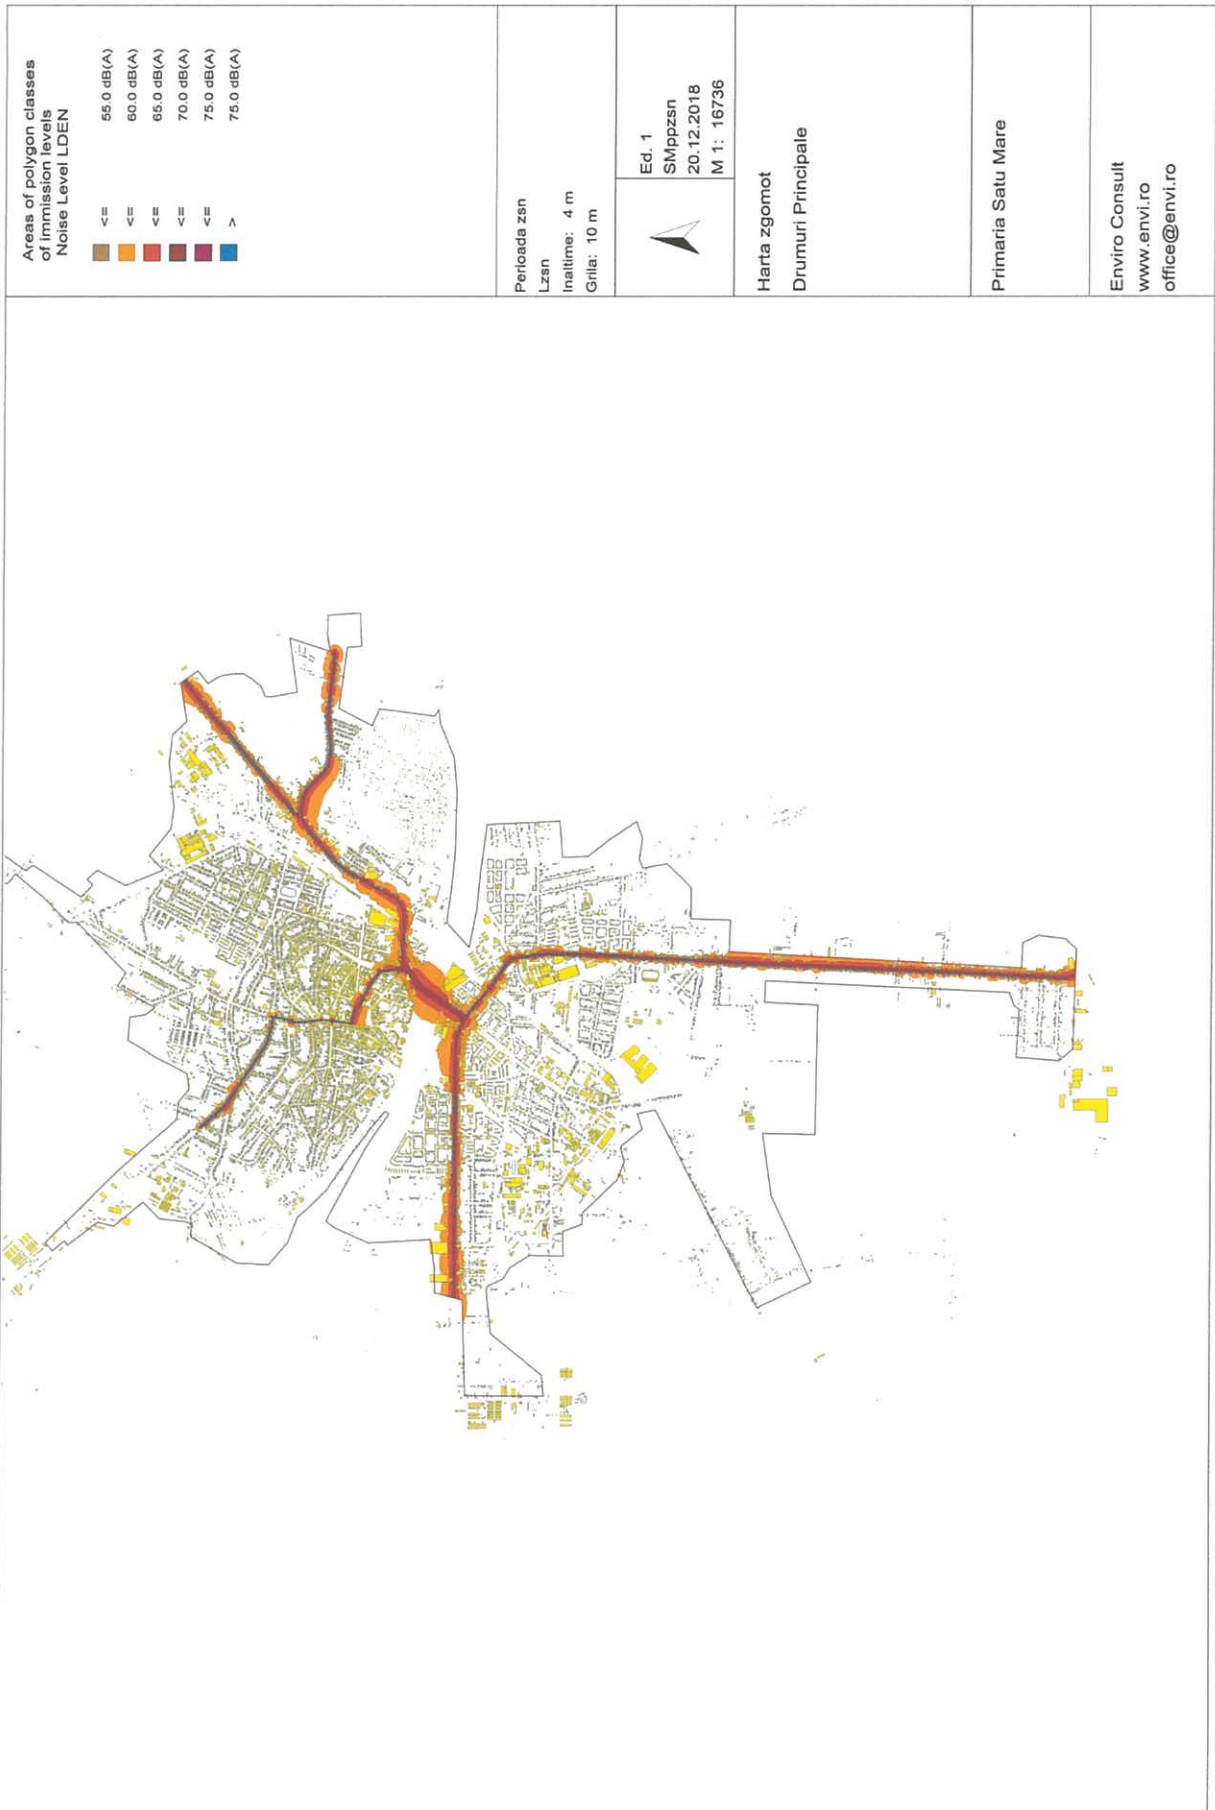 Areas of polygon classes
of immission levels
Noise Level LDEN
<= 55.0 dB(A)
<= 60.0 dB(A)
<= 65.0 dB(A)
<= 70.0 dB(A)
<= 75.0 dB(A)
> 75.0 dB(A)
Perioada zsn
Lzsn
Inaltime: 4 m
Grila: 10 m
Ed. 1
SMppzsn
20.12.2018
M 1: 16736
Harta zgomot
Drumuri Principale
Primaria Satu Mare
Enviro Consult
www.envi.ro
office@envi.ro